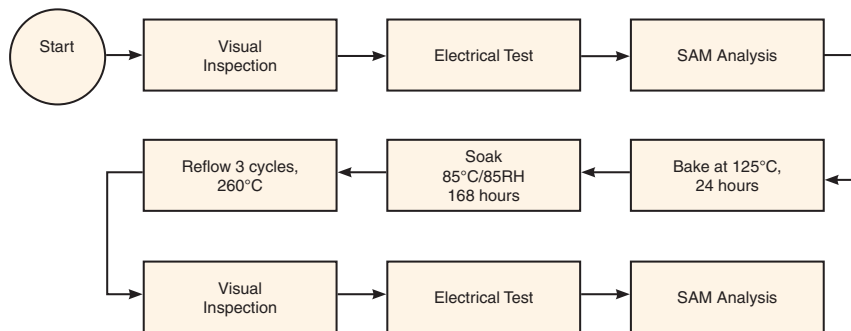 Start
Visual
Inspection
Electrical Test
SAM Analysis
Bake at 125°C,
24 hours
Soak
85°C/85RH
168 hours
Reflow 3 cycles,
260°C
Visual
Inspection
Electrical Test
SAM Analysis